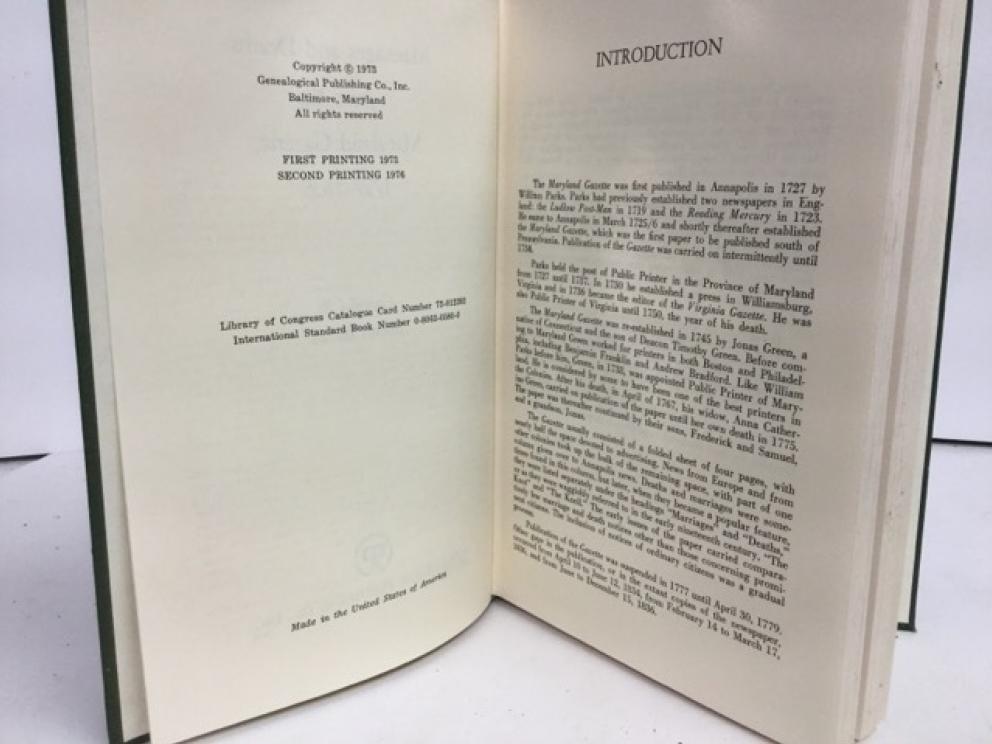 Copyright © 1973
Genealogical Publishing Co., Inc.
Baltimore, Maryland
All rights reserved
FIRST PRINTING 1973
SECOND PRINTING 1976
Library of Congress Catalogue Card Number
International Standard Book Number
Made in the United States of America
INTRODUCTION
The Maryland Gazette was first published in Annapolis in 1727 by
William Parks. Parks had previously established two newspapers in Eng-
land: the Ludlow Post-Man in 1719 and the Reading Mercury in 1723.
He came to Annapolis in March 1725/6 and shortly thereafter established
the Maryland Gazette, which was the first paper to be published south of
Pennsylvania. Publication of the Gazette was carried on intermittently until
Parks held the post of Public Printer in the Province of Maryland
from 1727 until 1737. In 1730 he established a press in Williamsburg,
Virginia and in 1736 became the editor of the Virginia Gazette. He was
also Public Printer of Virginia until 1750, the year of his death.
The Maryland Gazette was re-established in 1745 by Jonas Green, a
native of Connecticut and the son of Deacon Timothy Green. Before com-
ing to Maryland Green worked for printers in both Boston and Philadel-
phia, including Benjamin Franklin and Andrew Bradford. Like William
Parks before him, Green, in 1738, was appointed Public Printer of Mary-
land. He is considered by some to have been one of the best printers in
the Colonies. After his death, in April of 1767, his widow, Anna Cather-
ine Green, carried on publication of the paper until her own death in 1775.
The paper was thereafter continued by their sons, Frederick and Samuel,
and a grandson, Jonas.
The Gazette usually consisted of a folded sheet of four pages, with
nearly half the space devoted to advertising. News from Europe and from
other colonies took up the bulk of the remaining space, with part of one
column given over to Annapolis news. Deaths and marriages were some-
times found in this column, but later, when they became a popular feature,
they were listed separately under the headings "Marriages" and "Deaths,"
or as they were waggishly referred to in the early nineteenth century, "The
Knot" and "The Knell." The early issues of the paper carried compara-
tively few marriage and death notices other than those concerning promi-
nent citizens. The inclusion of notices of ordinary citizens was a gradual
process.
Publication of the Gazette was suspended in 1777 until April 30, 1779.
Other gaps in the publication, or in the extant copies of the newspaper,
occurred from April 10 to June 12, 1834, from February 14 to March 17,
1836, and from June to December 15, 1836.